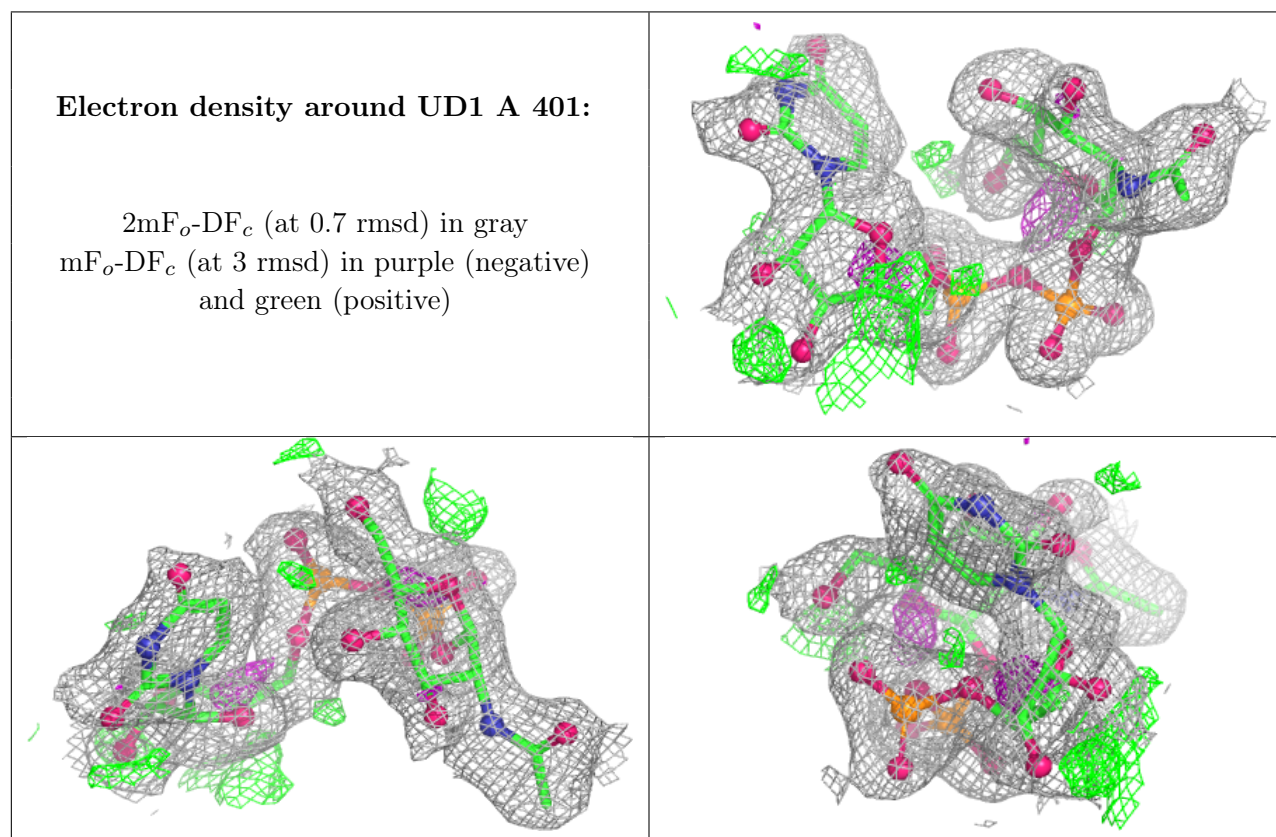 Electron density around UD1 A 401:
2mFo-DFc (at 0.7 rmsd) in gray
mFo-DFc (at 3 rmsd) in purple (negative)
and green (positive)